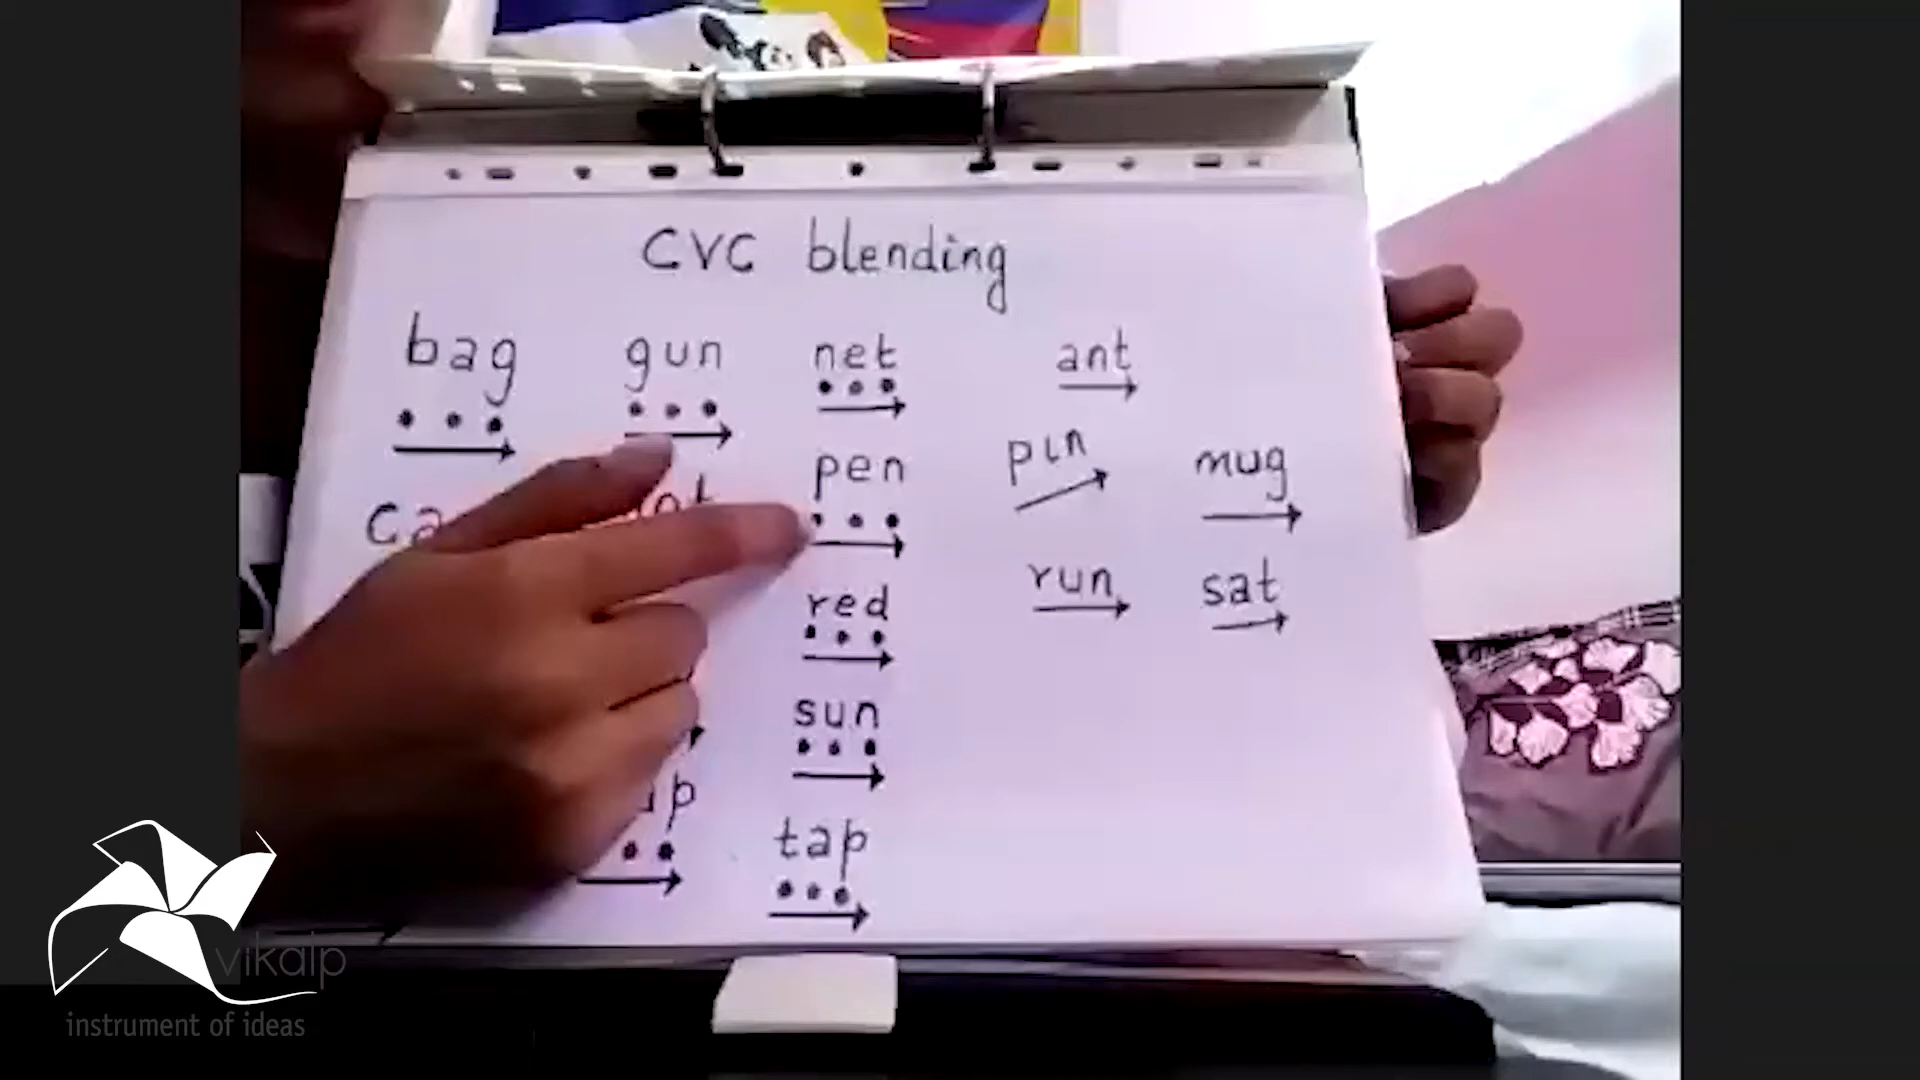 CVC blending
bag gun net ant
pen pin mug
red run sat
sun
tap
vikalp
instrument of ideas